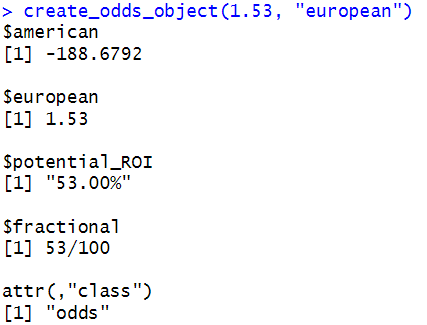 > create_odds_object(1.53, "european")
$american
[1] -188.6792
$european
[1] 1.53
$potential_ROI
[1] "53.00%"
$fractional
[1] 53/100
attr(,"class")
[1] "odds"